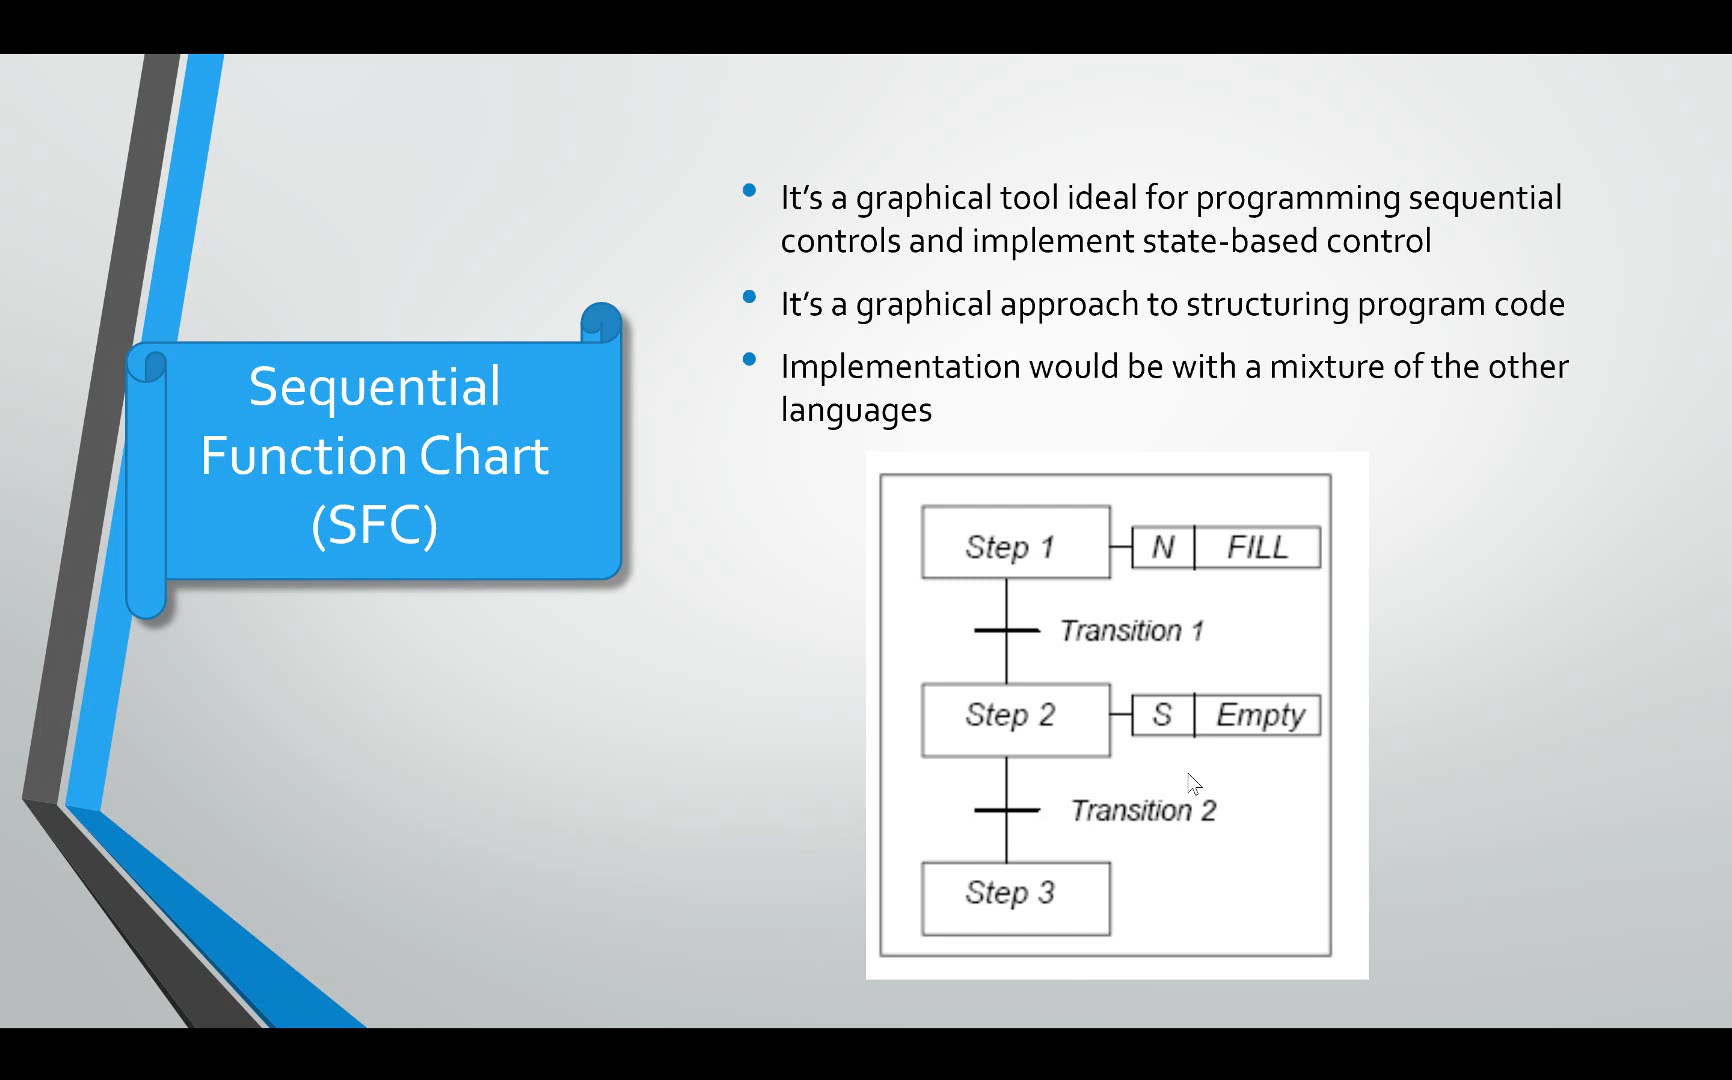 Sequential
Function Chart
(SFC)
It’s a graphical tool ideal for programming sequential
controls and implement state-based control
It’s a graphical approach to structuring program code
Implementation would be with a mixture of the other
languages
Step 1
N
FILL
Transition 1
Step 2
S
Empty
Transition 2
Step 3